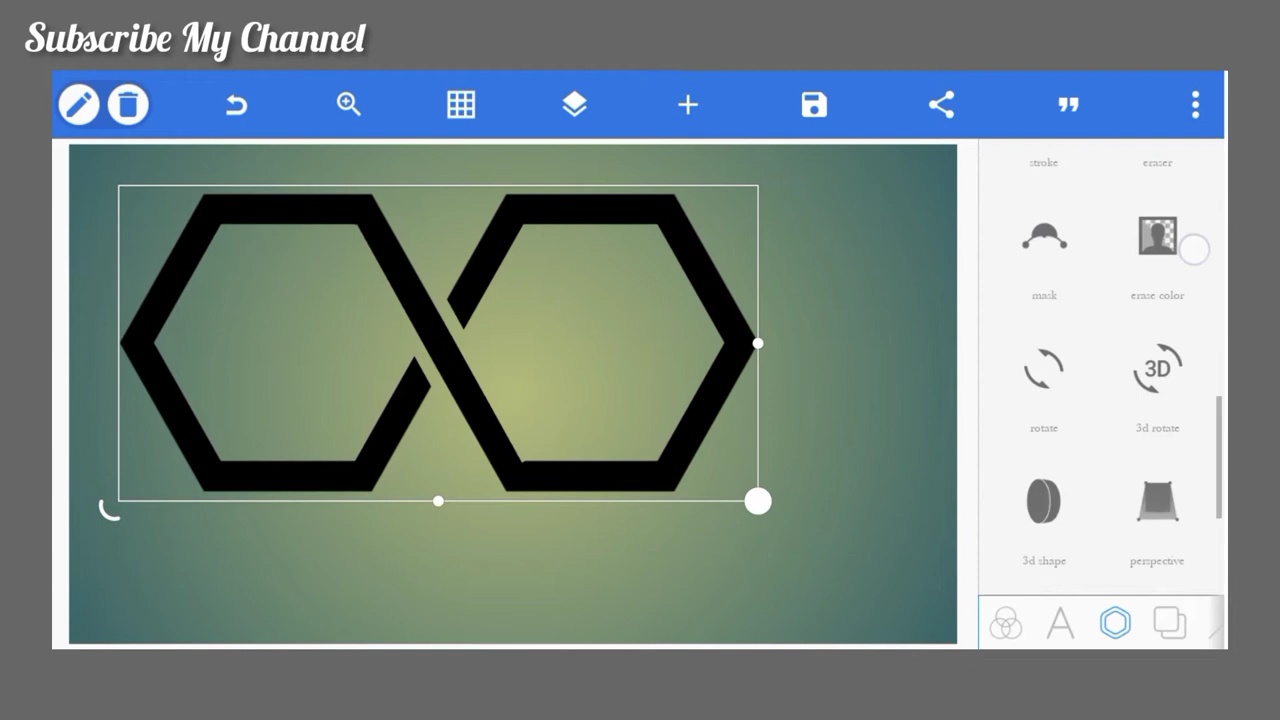 Subscribe My Channel
stroke eraser
mask erase color
3D
rotate 3d rotate
3d shape perspective
A